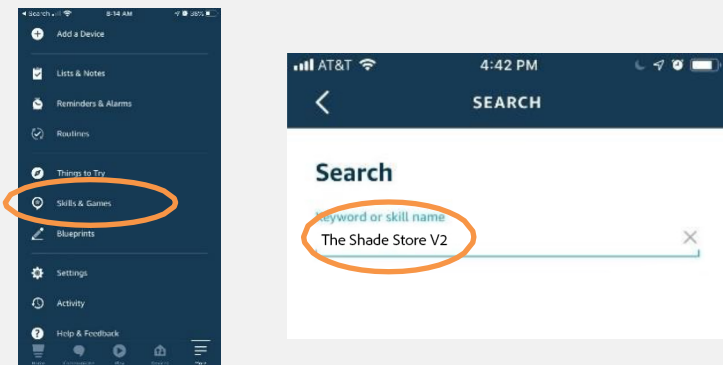 Search
8:14 AM
38%
Add a Device
Lists & Notes
Reminders & Alarms
Routines
Things to Try
Skills & Games
Blueprints
Settings
Activity
Help & Feedback
AT&T 4:42 PM
SEARCH
Search
Keyword or skill name
The Shade Store V2